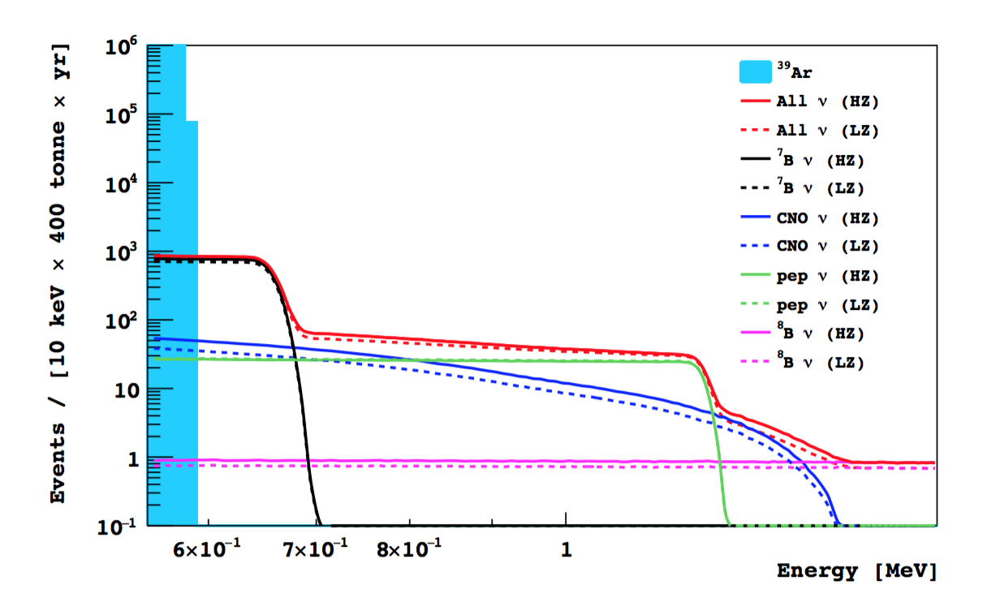 Events / [10 keV × 400 tonne × yr]
10⁶
10⁵
10⁴
10³
10²
10
1
10⁻¹
³⁹Ar
All ν (HZ)
All ν (LZ)
⁷B ν (HZ)
⁷B ν (LZ)
CNO ν (HZ)
CNO ν (LZ)
pep ν (HZ)
pep ν (LZ)
⁸B ν (HZ)
⁸B ν (LZ)
6×10⁻¹ 7×10⁻¹ 8×10⁻¹ 1
Energy [MeV]